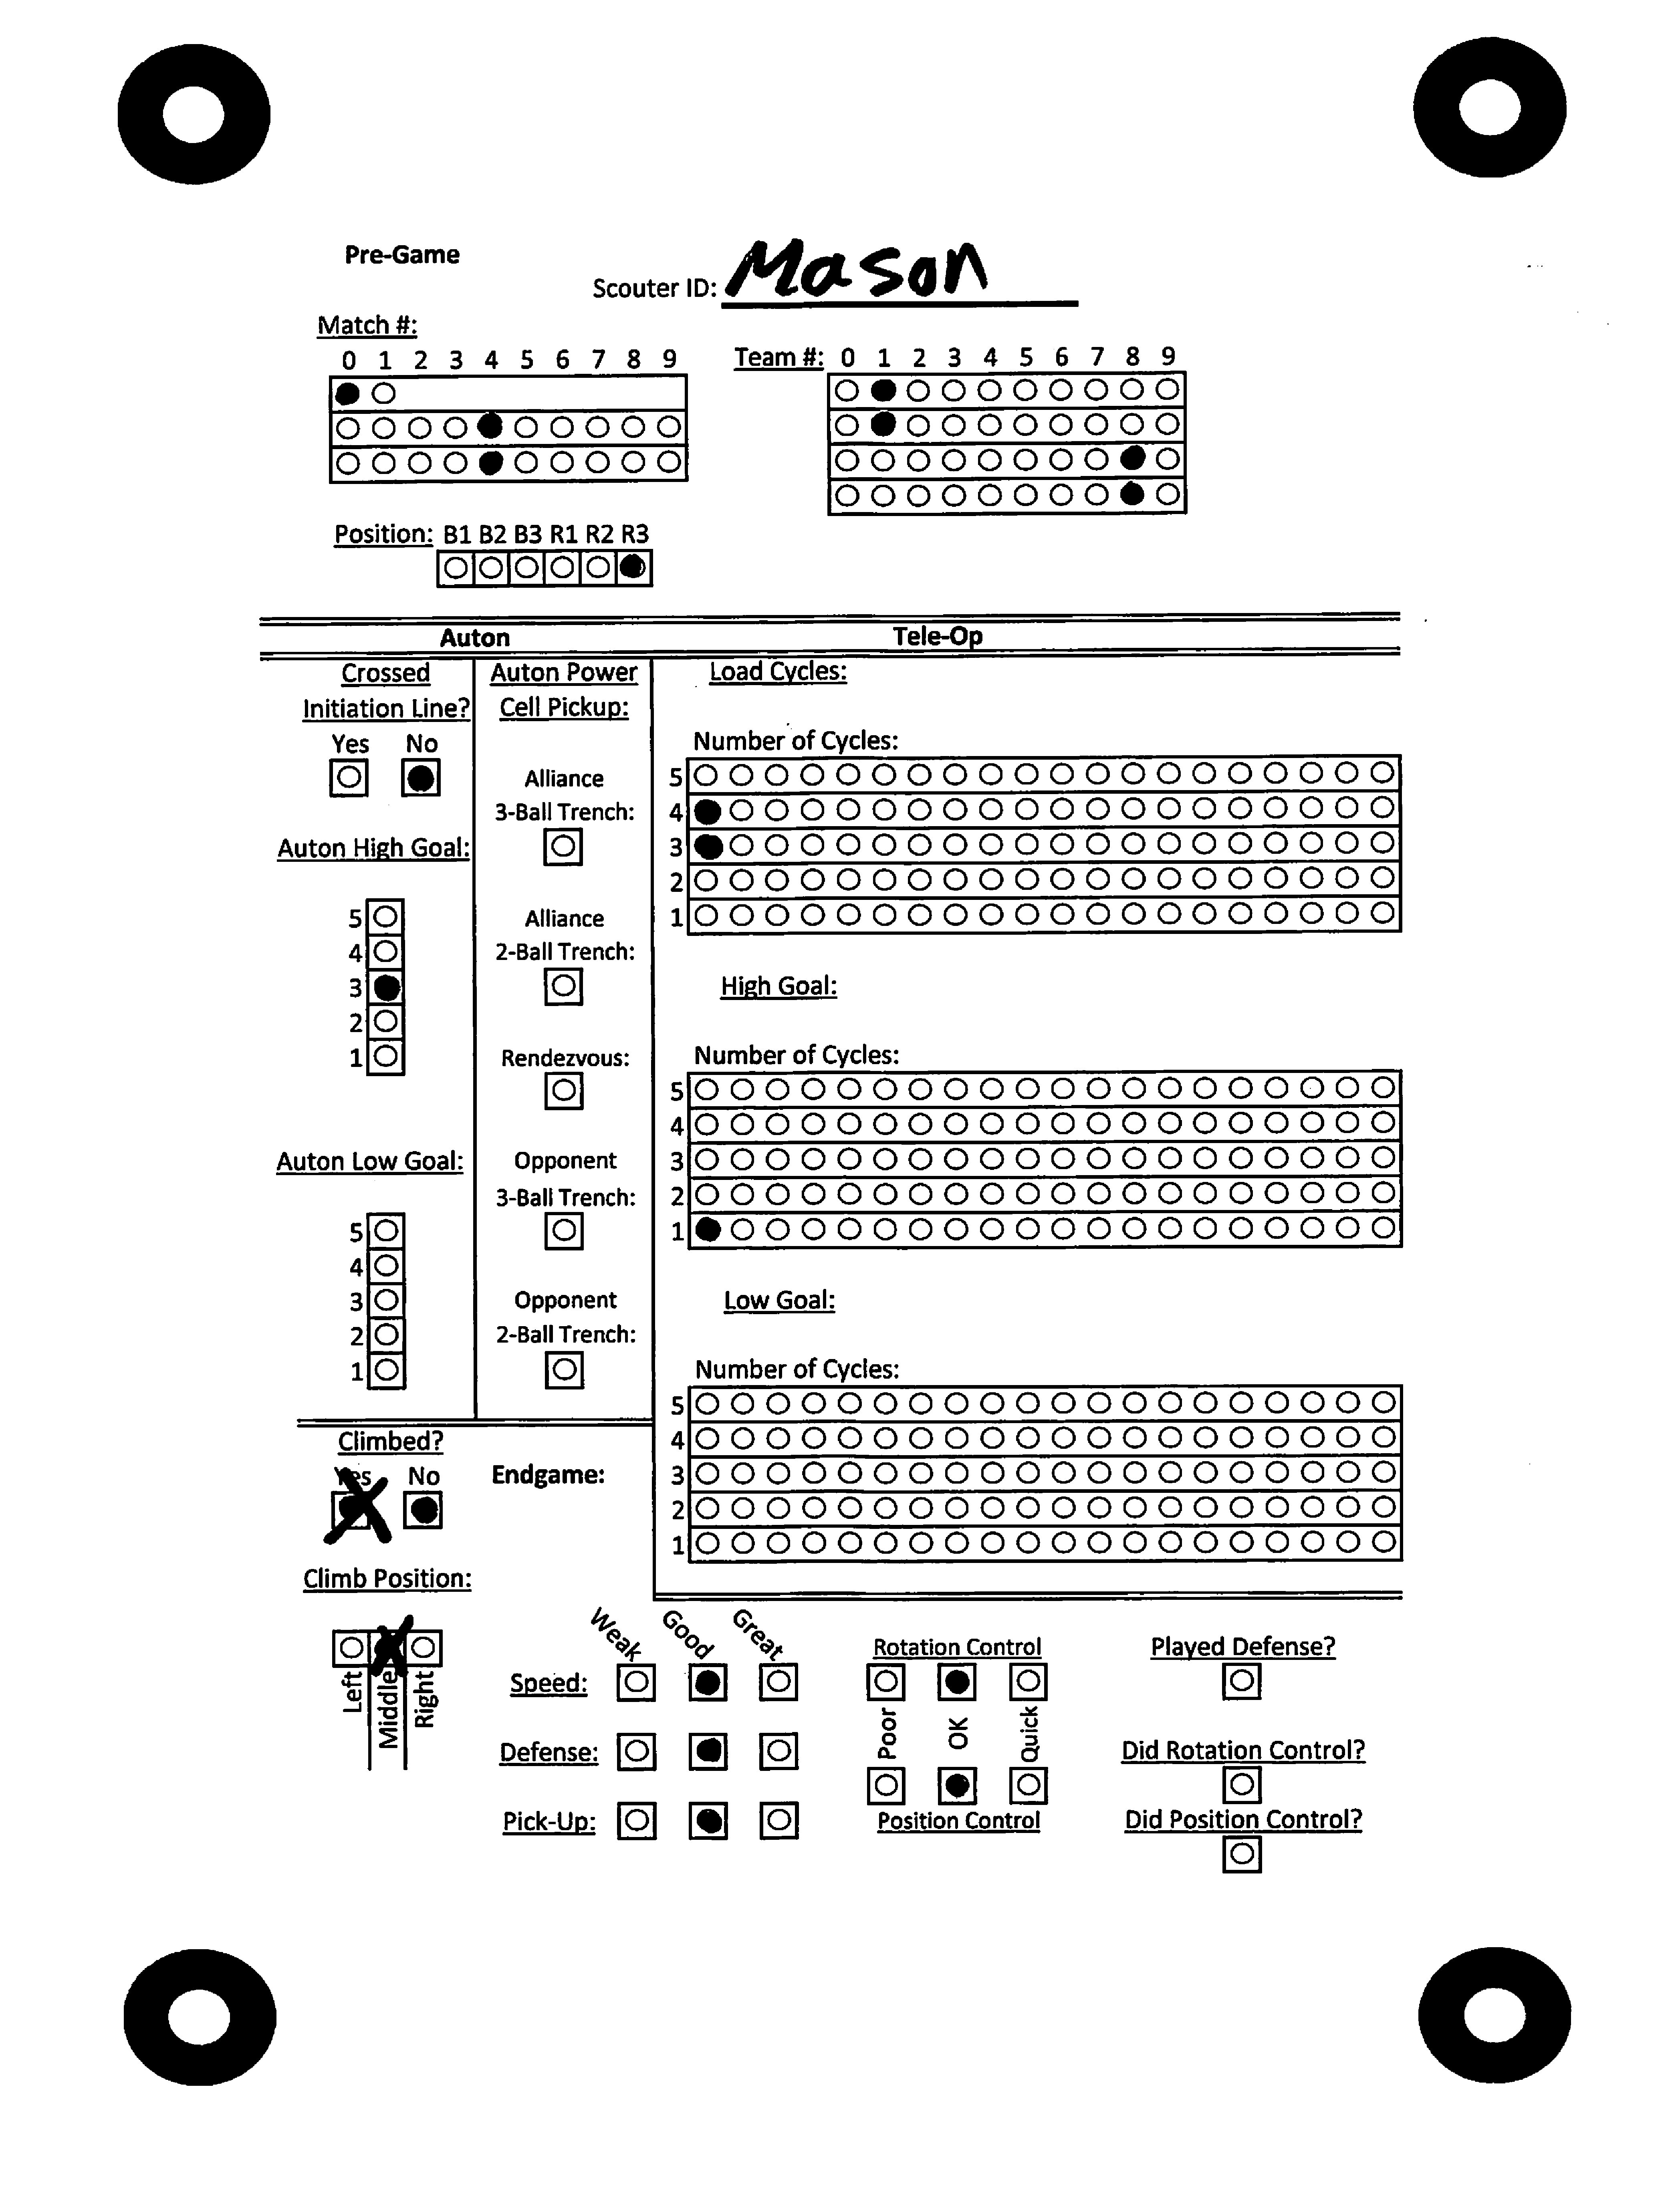 Pre-Game
Scouter ID: Mason
Match #:
0 1 2 3 4 5 6 7 8 9
Team #: 0 1 2 3 4 5 6 7 8 9
Position: B1 B2 B3 R1 R2 R3
Auton
Tele-Op
Crossed
Initiation Line?
Yes No
Auton High Goal:
5
4
3
2
1
Auton Low Goal:
5
4
3
2
1
Auton Power
Cell Pickup:
Alliance
3-Ball Trench:
Alliance
2-Ball Trench:
Rendezvous:
Opponent
3-Ball Trench:
Opponent
2-Ball Trench:
Load Cycles:
Number of Cycles:
5
4
3
2
1
High Goal:
Number of Cycles:
5
4
3
2
1
Low Goal:
Number of Cycles:
5
4
3
2
1
Climbed?
Yes No
Endgame:
Climb Position:
Left
Middle
Right
Weak Good Great
Speed:
Defense:
Pick-Up:
Rotation Control
Poor OK Quick
Position Control
Played Defense?
Did Rotation Control?
Did Position Control?